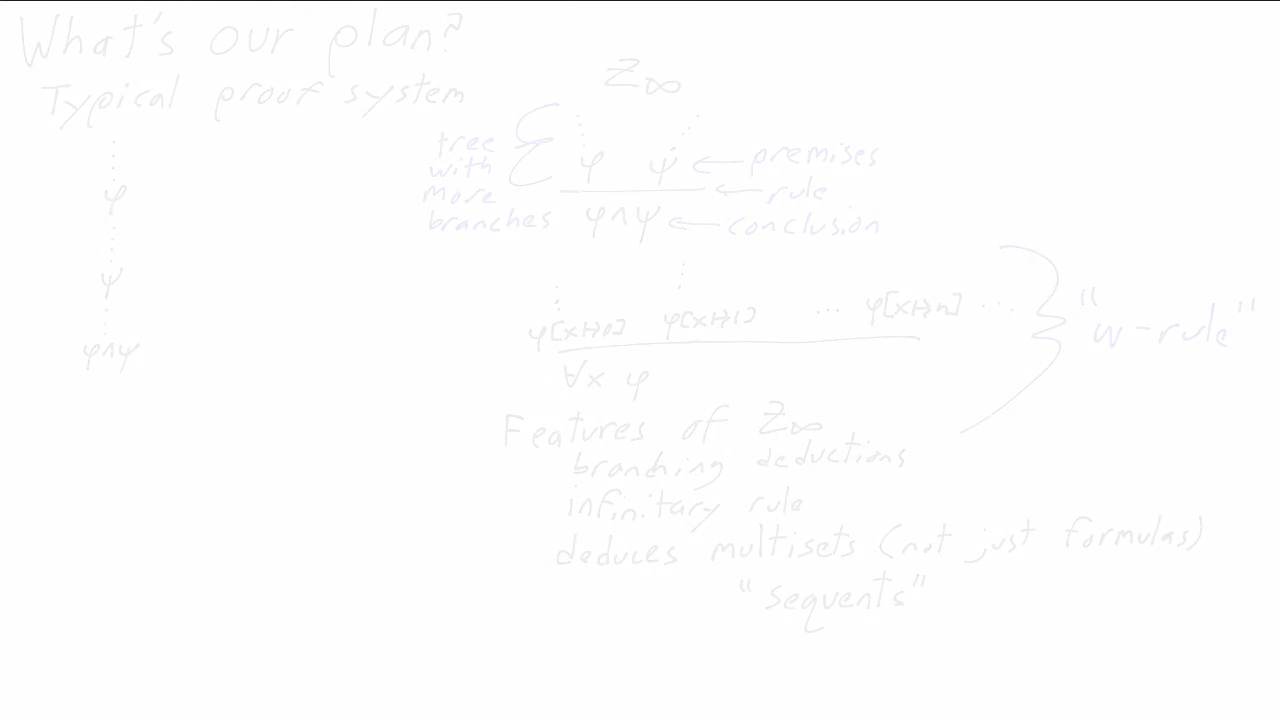 What's our plan?
Typical proof system
⋮
φ
⋮
ψ
⋮
φ∧ψ
Z∞
tree with more branches
φ ψ ← premises
← rule
φ∧ψ ← conclusion
φ[x↦0] φ[x↦1] ... φ[x↦n] ...
∀x φ
"ω-rule"
Features of Z∞
branching deductions
infinitary rule
deduces multisets (not just formulas)
"sequents"